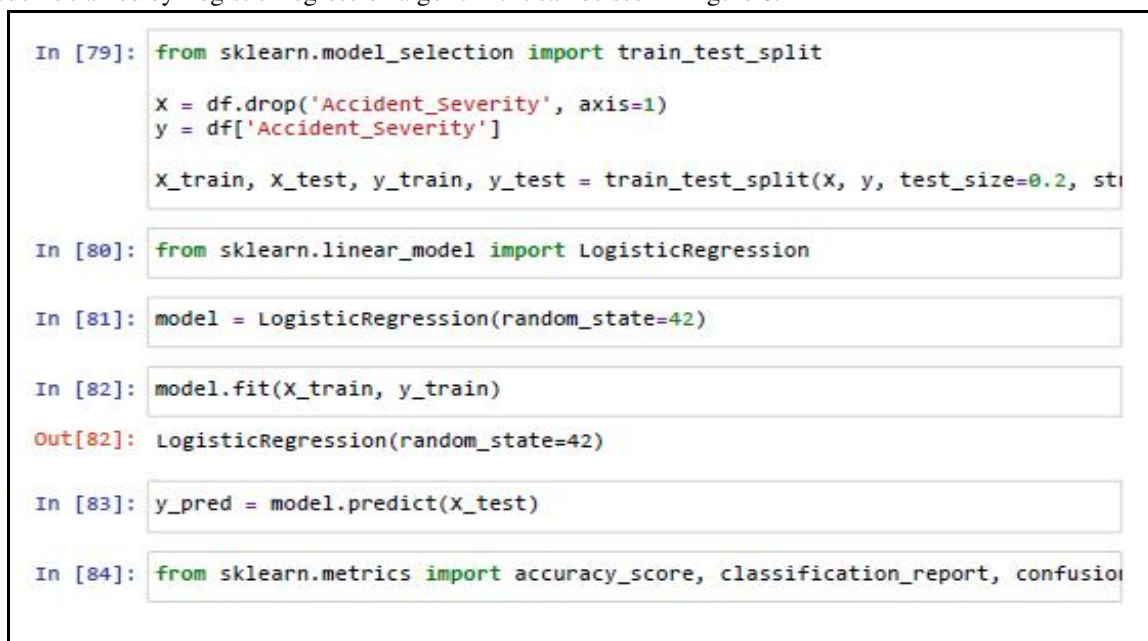 In [79]: from sklearn.model_selection import train_test_split
X = df.drop('Accident_Severity', axis=1)
y = df['Accident_Severity']
X_train, X_test, y_train, y_test = train_test_split(X, y, test_size=0.2,
In [80]: from sklearn.linear_model import LogisticRegression
In [81]: model = LogisticRegression(random_state=42)
In [82]: model.fit(X_train, y_train)
Out[82]: LogisticRegression(random_state=42)
In [83]: y_pred = model.predict(X_test)
In [84]: from sklearn.metrics import accuracy_score, classification_report,